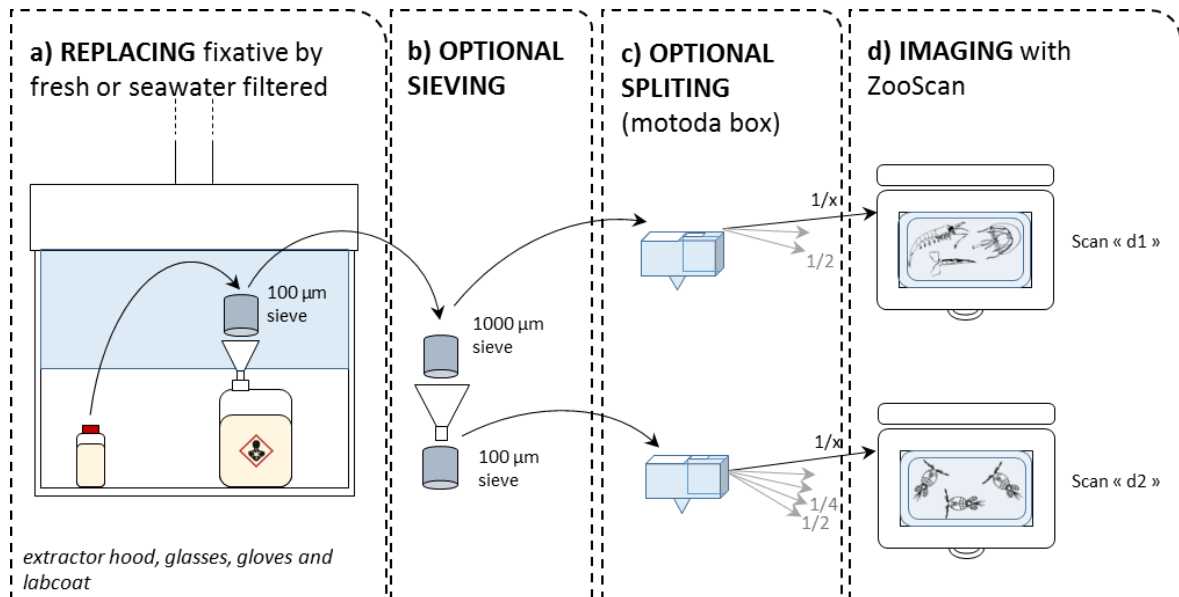 a) REPLACING fixative by
fresh or seawater filtered
100 µm
sieve
extractor hood, glasses, gloves and
labcoat
b) OPTIONAL
SIEVING
1000 µm
sieve
100 µm
sieve
c) OPTIONAL
SPLITING
(motoda box)
1/x
1/2
1/x
1/4
1/2
d) IMAGING with
ZooScan
Scan « d1 »
Scan « d2 »